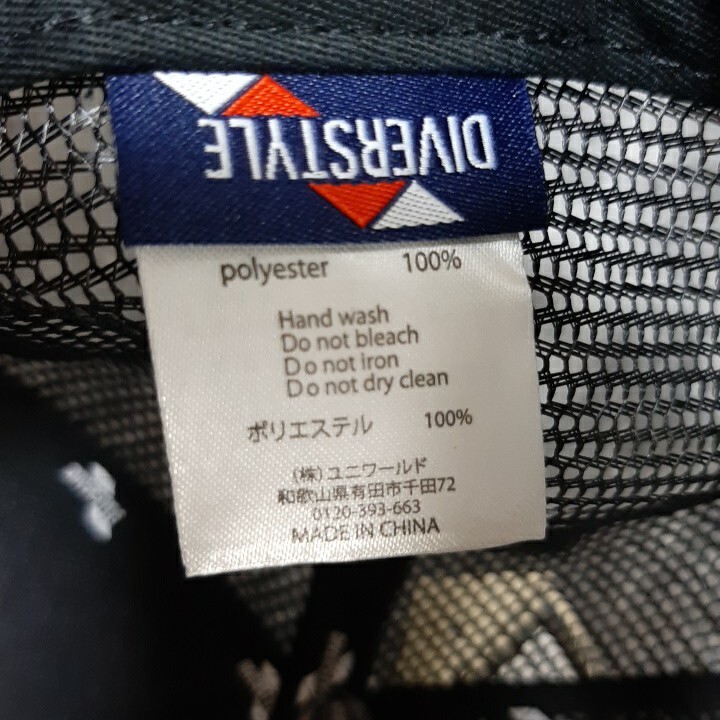 DIVERSTYLE
polyester 100%
Hand wash
Do not bleach
Do not iron
Do not dry clean
ポリエステル 100%
(株)ユニワールド
和歌山県有田市千田72
0120-393-663
MADE IN CHINA